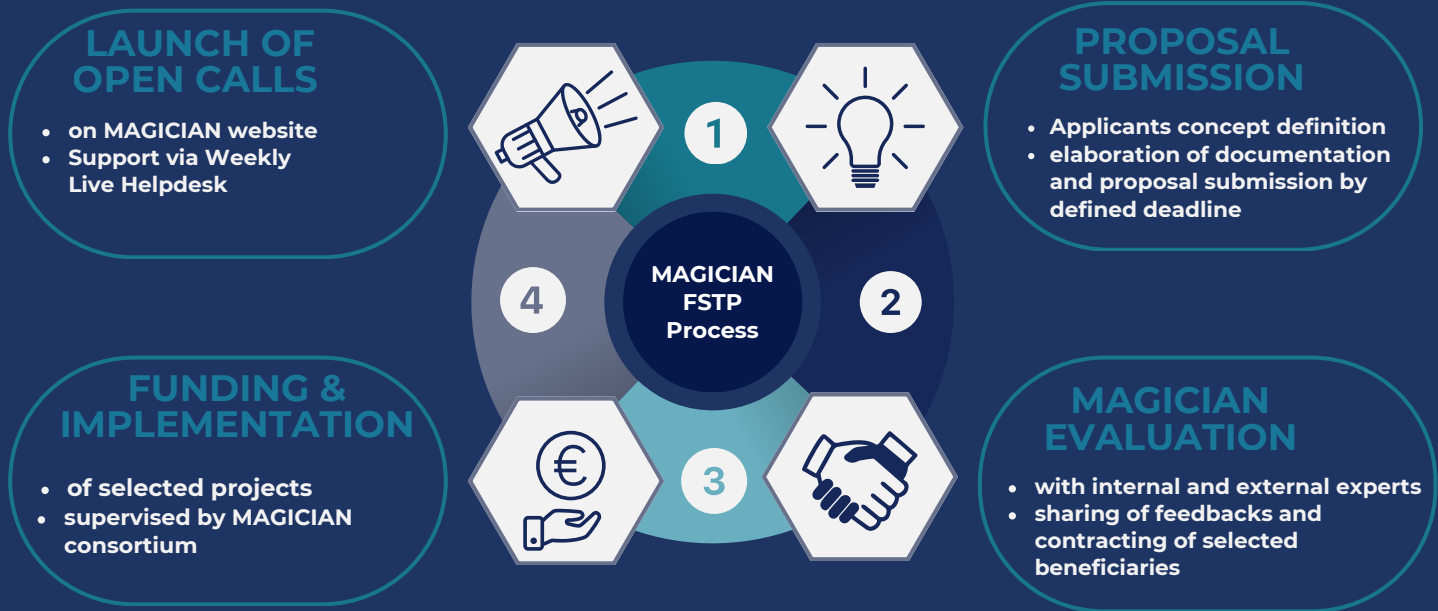 LAUNCH OF
OPEN CALLS
• on MAGICIAN website
• Support via Weekly
Live Helpdesk
PROPOSAL
SUBMISSION
• Applicants concept definition
• elaboration of documentation
and proposal submission by
defined deadline
1
2
3
4
MAGICIAN
FSTP
Process
€
FUNDING &
IMPLEMENTATION
• of selected projects
• supervised by MAGICIAN
consortium
MAGICIAN
EVALUATION
• with internal and external experts
• sharing of feedbacks and
contracting of selected
beneficiaries